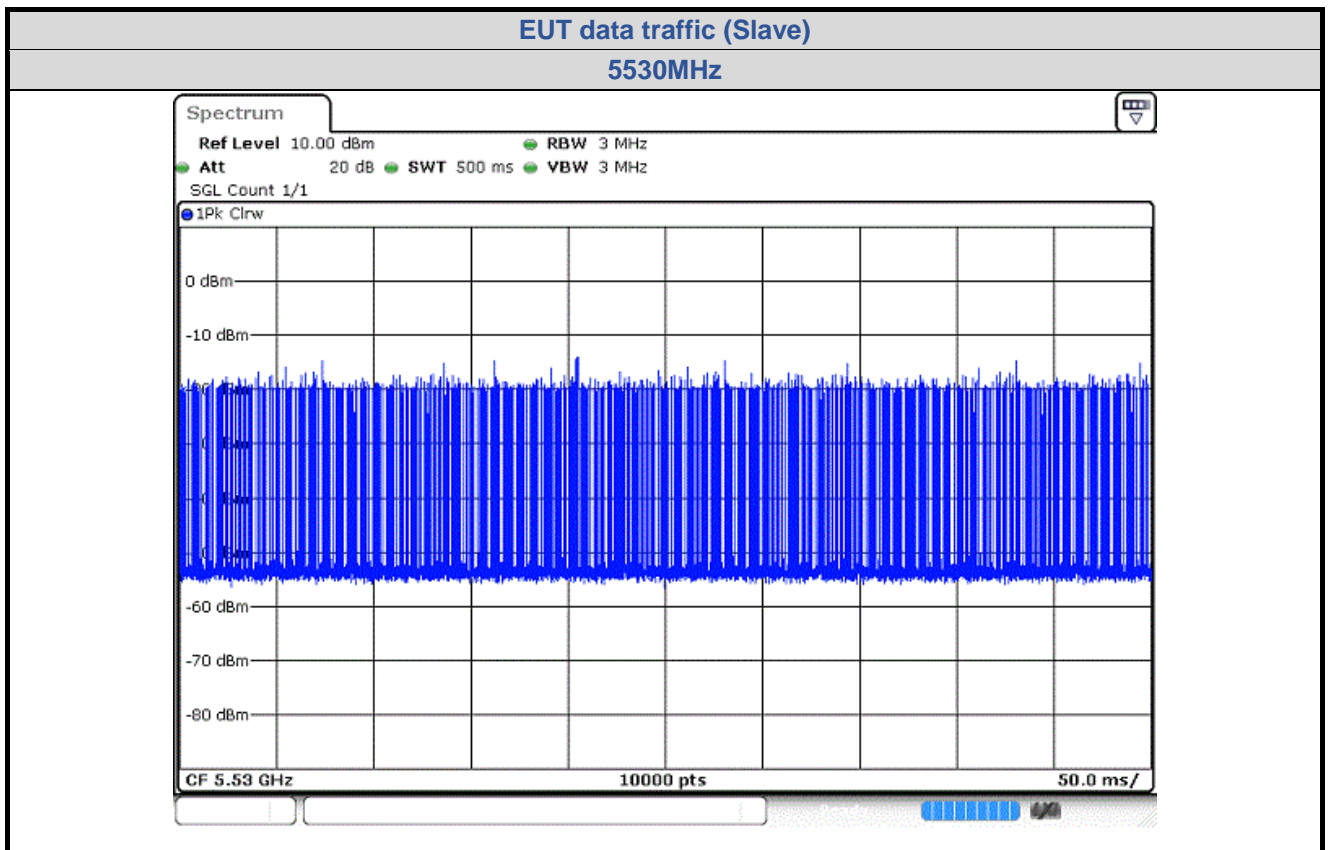 EUT data traffic (Slave)
5530MHz
Spectrum
Ref Level 10.00 dBm RBW 3 MHz
Att 20 dB SWT 500 ms VBW 3 MHz
SGL Count 1/1
1Pk Clrw
0 dBm
-10 dBm
-60 dBm
-70 dBm
-80 dBm
CF 5.53 GHz 10000 pts 50.0 ms/